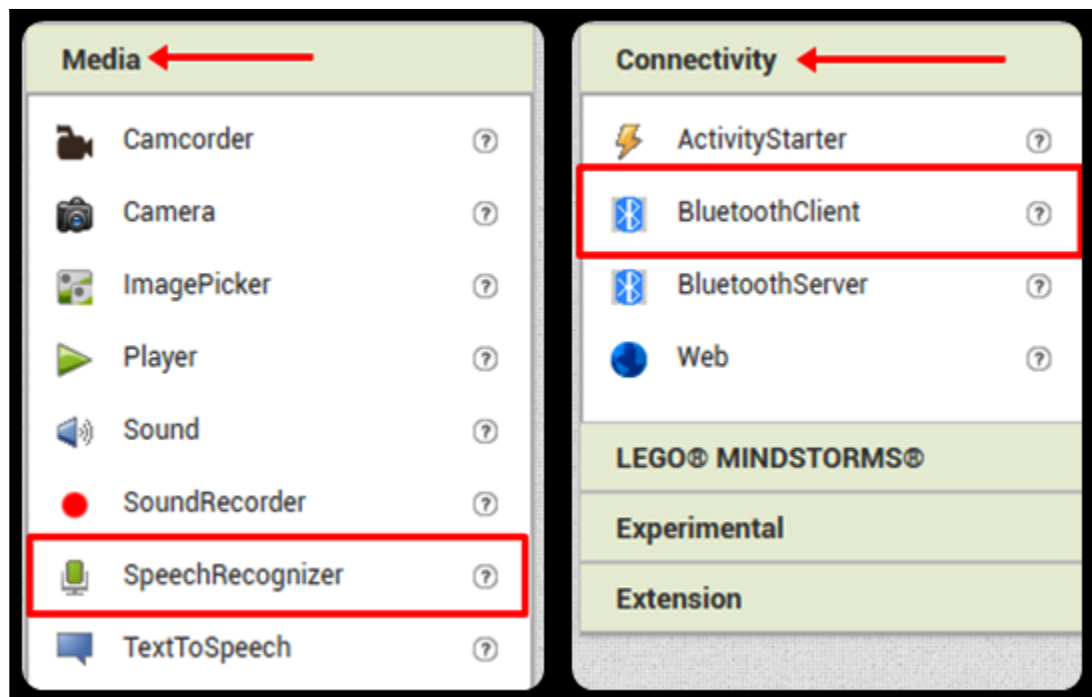 Media
Camcorder
Camera
ImagePicker
Player
Sound
SoundRecorder
SpeechRecognizer
TextToSpeech
Connectivity
ActivityStarter
BluetoothClient
BluetoothServer
Web
LEGO® MINDSTORMS®
Experimental
Extension